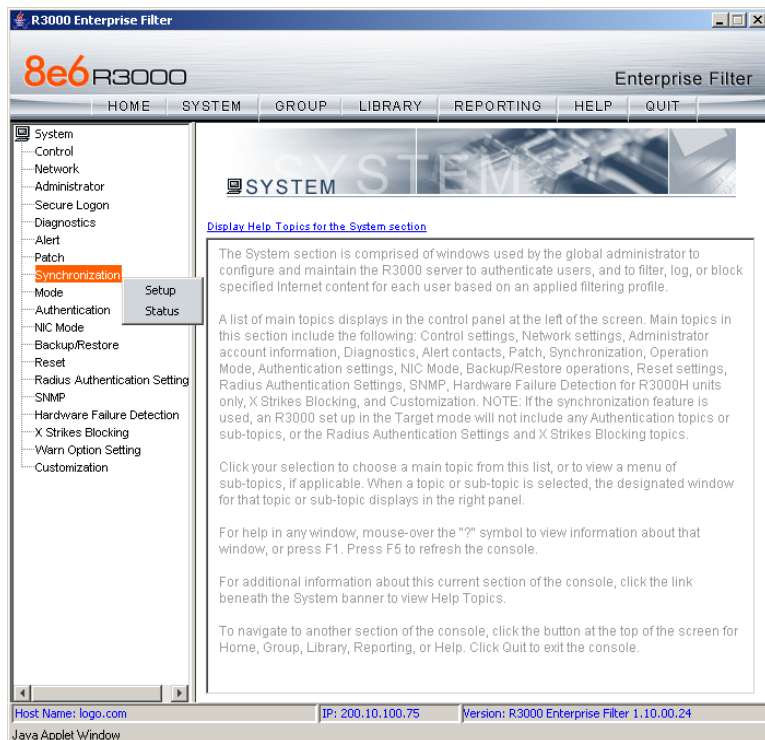 R3000 Enterprise Filter
8e6 R3000
Enterprise Filter
HOME SYSTEM GROUP LIBRARY REPORTING HELP QUIT
System
Control
Network
Administrator
Secure Logon
Diagnostics
Alert
Patch
Synchronization
Setup
Status
Mode
Authentication
NIC Mode
Backup/Restore
Reset
Radius Authentication Setting
SNMP
Hardware Failure Detection
X Strikes Blocking
Warn Option Setting
Customization
SYSTEM
SYSTEM
Display Help Topics for the System section
The System section is comprised of windows used by the global administrator to
configure and maintain the R3000 server to authenticate users, and to filter, log, or block
specified Internet content for each user based on an applied filtering profile.
A list of main topics displays in the control panel at the left of the screen. Main topics in
this section include the following: Control settings, Network settings, Administrator
account information, Diagnostics, Alert contacts, Patch, Synchronization, Operation
Mode, Authentication settings, NIC Mode, Backup/Restore operations, Reset settings,
Radius Authentication Settings, SNMP, Hardware Failure Detection for R3000H units
only, X Strikes Blocking, and Customization. NOTE: If the synchronization feature is
used, an R3000 set up in the Target mode will not include any Authentication topics or
sub-topics, or the Radius Authentication Settings and X Strikes Blocking topics.
Click your selection to choose a main topic from this list, or to view a menu of
sub-topics, if applicable. When a topic or sub-topic is selected, the designated window
for that topic or sub-topic displays in the right panel.
For help in any window, mouse-over the "?" symbol to view information about that
window, or press F1. Press F5 to refresh the console.
For additional information about this current section of the console, click the link
beneath the System banner to view Help Topics.
To navigate to another section of the console, click the button at the top of the screen for
Home, Group, Library, Reporting, or Help. Click Quit to exit the console.
Host Name: logo.com
IP: 200.10.100.75
Version: R3000 Enterprise Filter 1.10.00.24
Java Applet Window